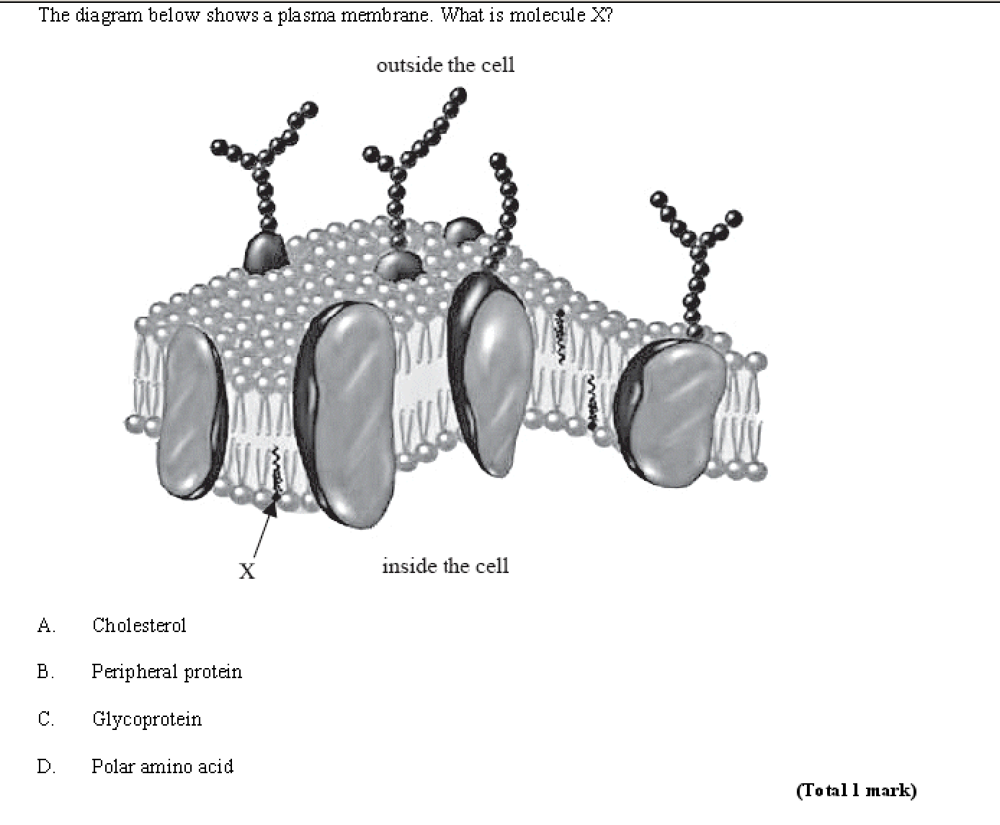 The diagram below shows a plasma membrane. What is molecule X?
outside the cell
X
inside the cell
A. Cholesterol
B. Peripheral protein
C. Glycoprotein
D. Polar amino acid
(Total 1 mark)